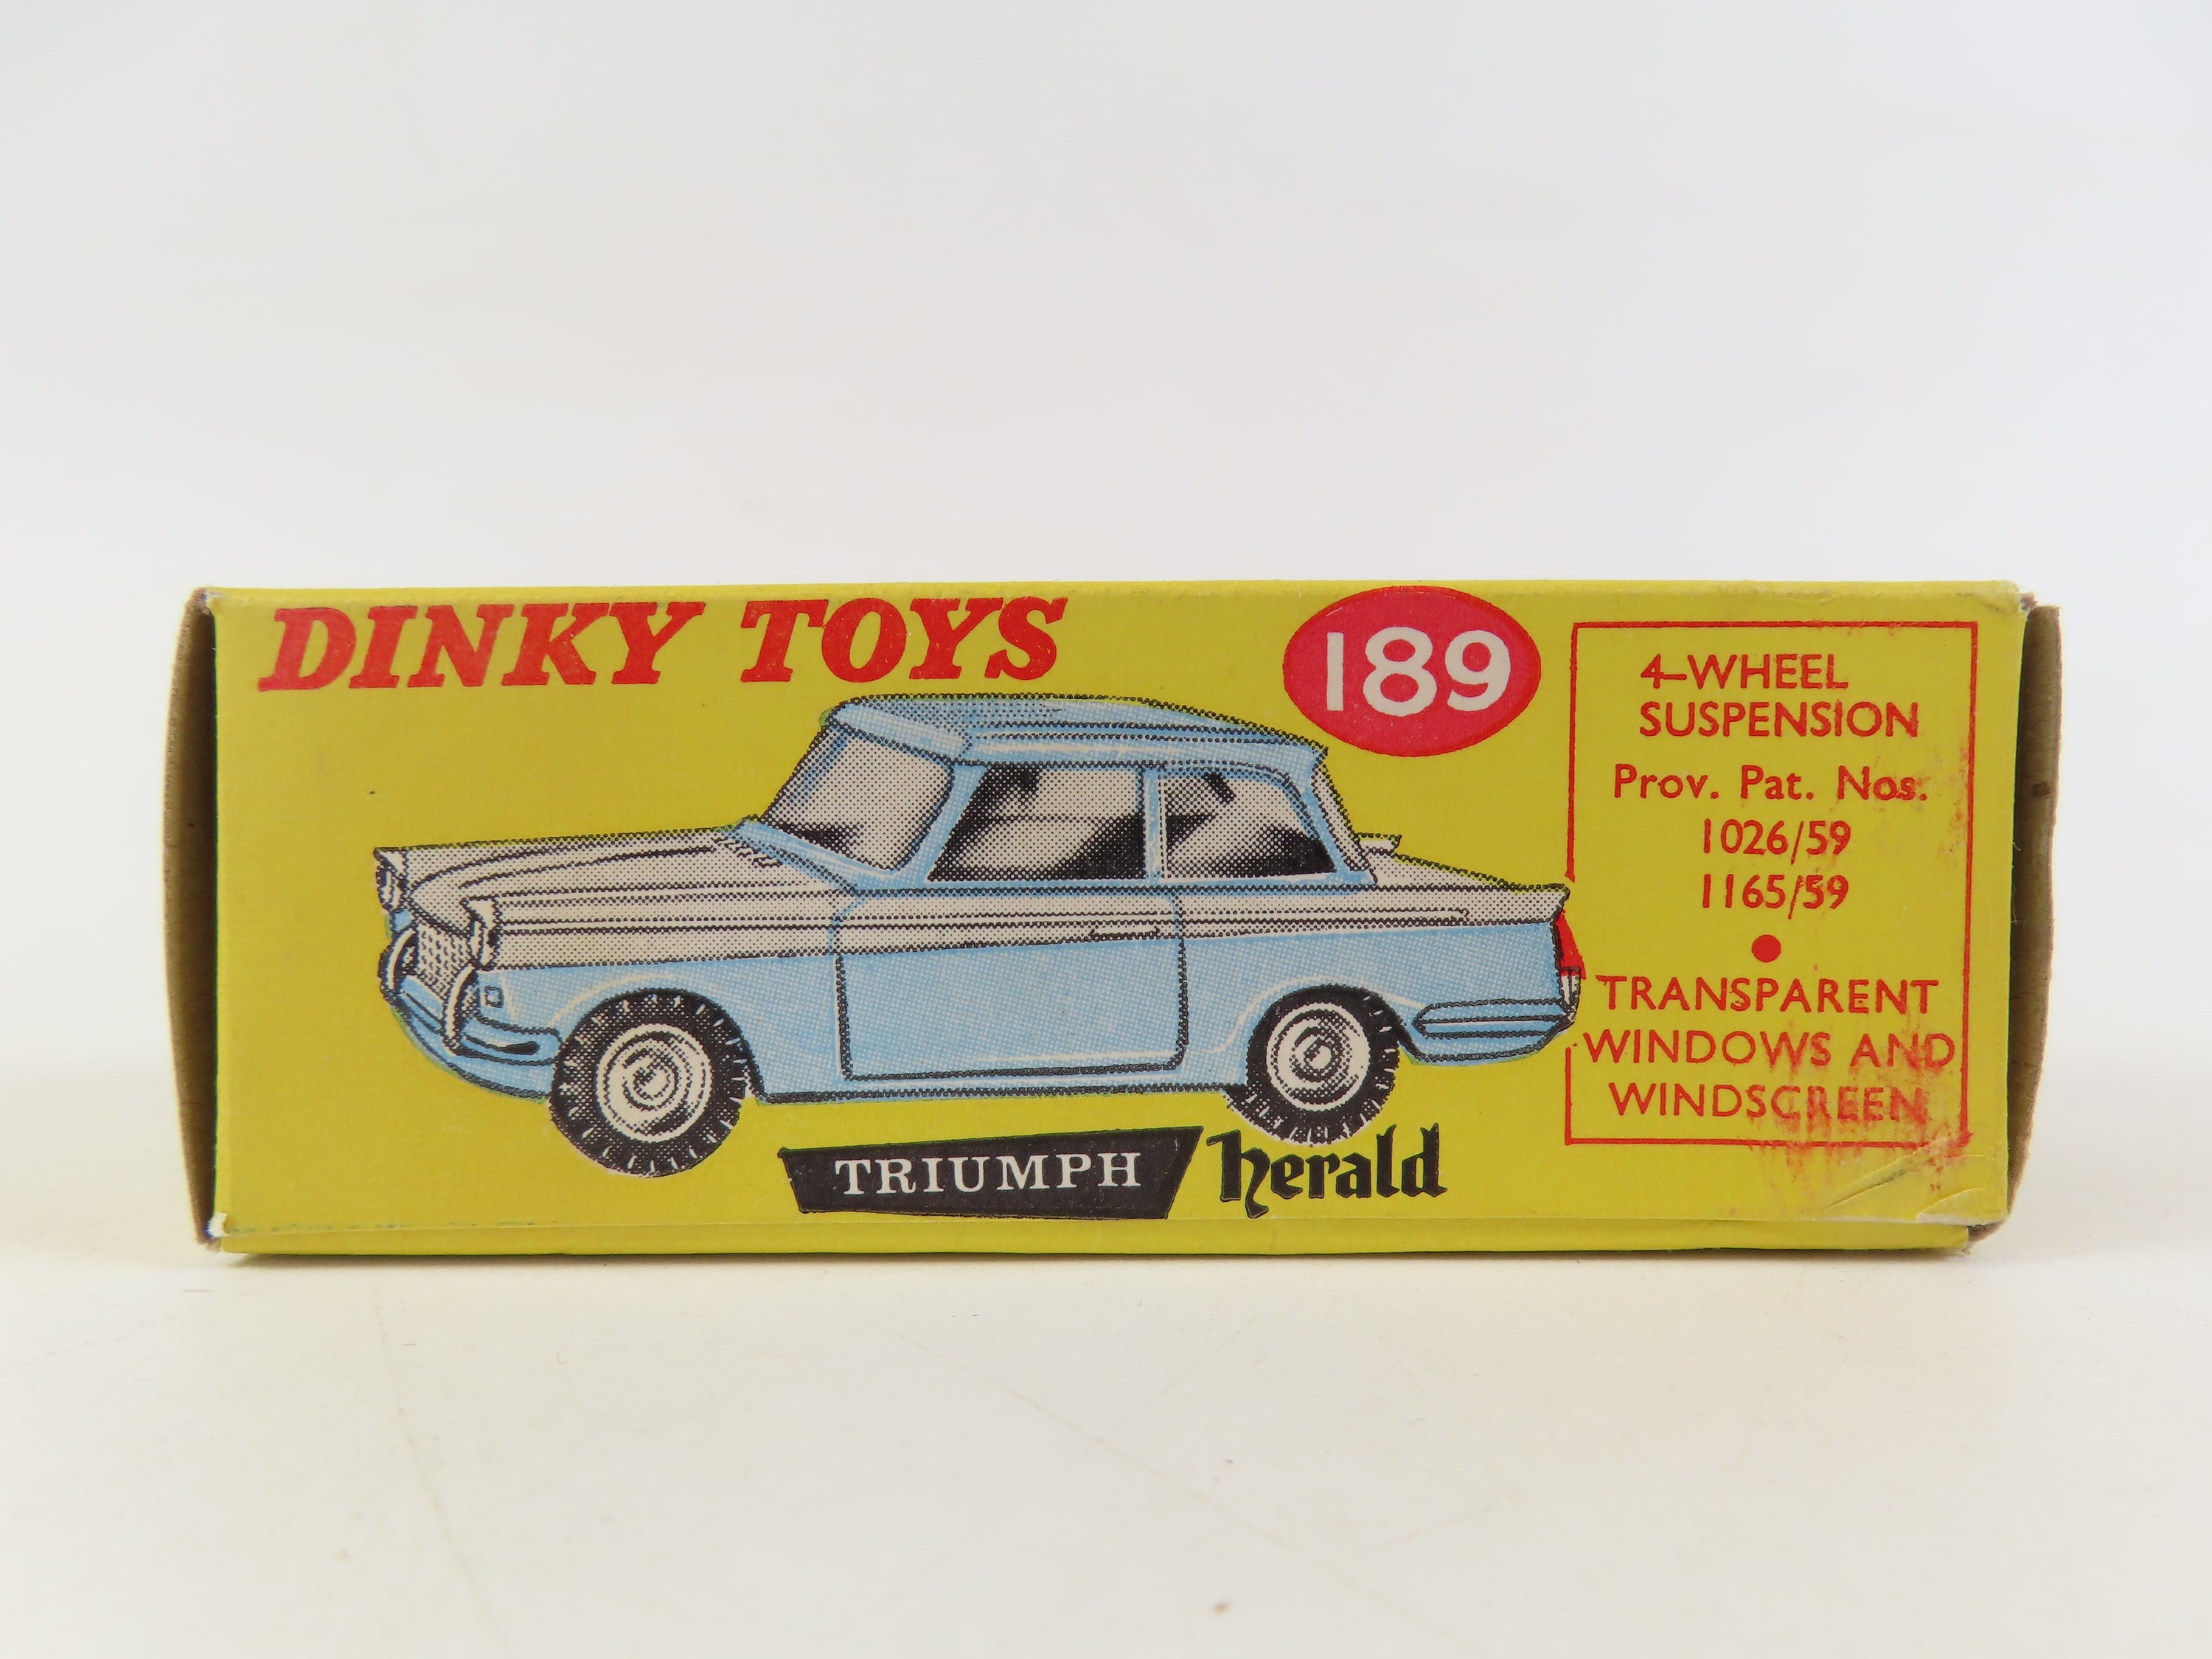 DINKY TOYS
189
4-WHEEL
SUSPENSION
Prov. Pat. Nos.
1026/59
1165/59
TRANSPARENT
WINDOWS AND
WINDSCREEN
TRIUMPH herald